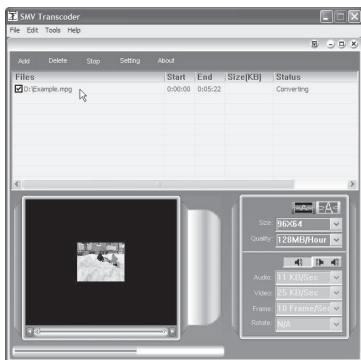 SMV Transcoder
File Edit Tools Help
Add Delete Stop Setting About
Files Start End Size(KB) Status
D:\Example.mpg 0:00:00 0:05:22 Converting
Size: 96X64
Quality: 128MB/Hour
Audio: 11 KB/Sec
Video: 25 KB/Sec
Frame: 10 Frame/Sec
Rotate: N/A